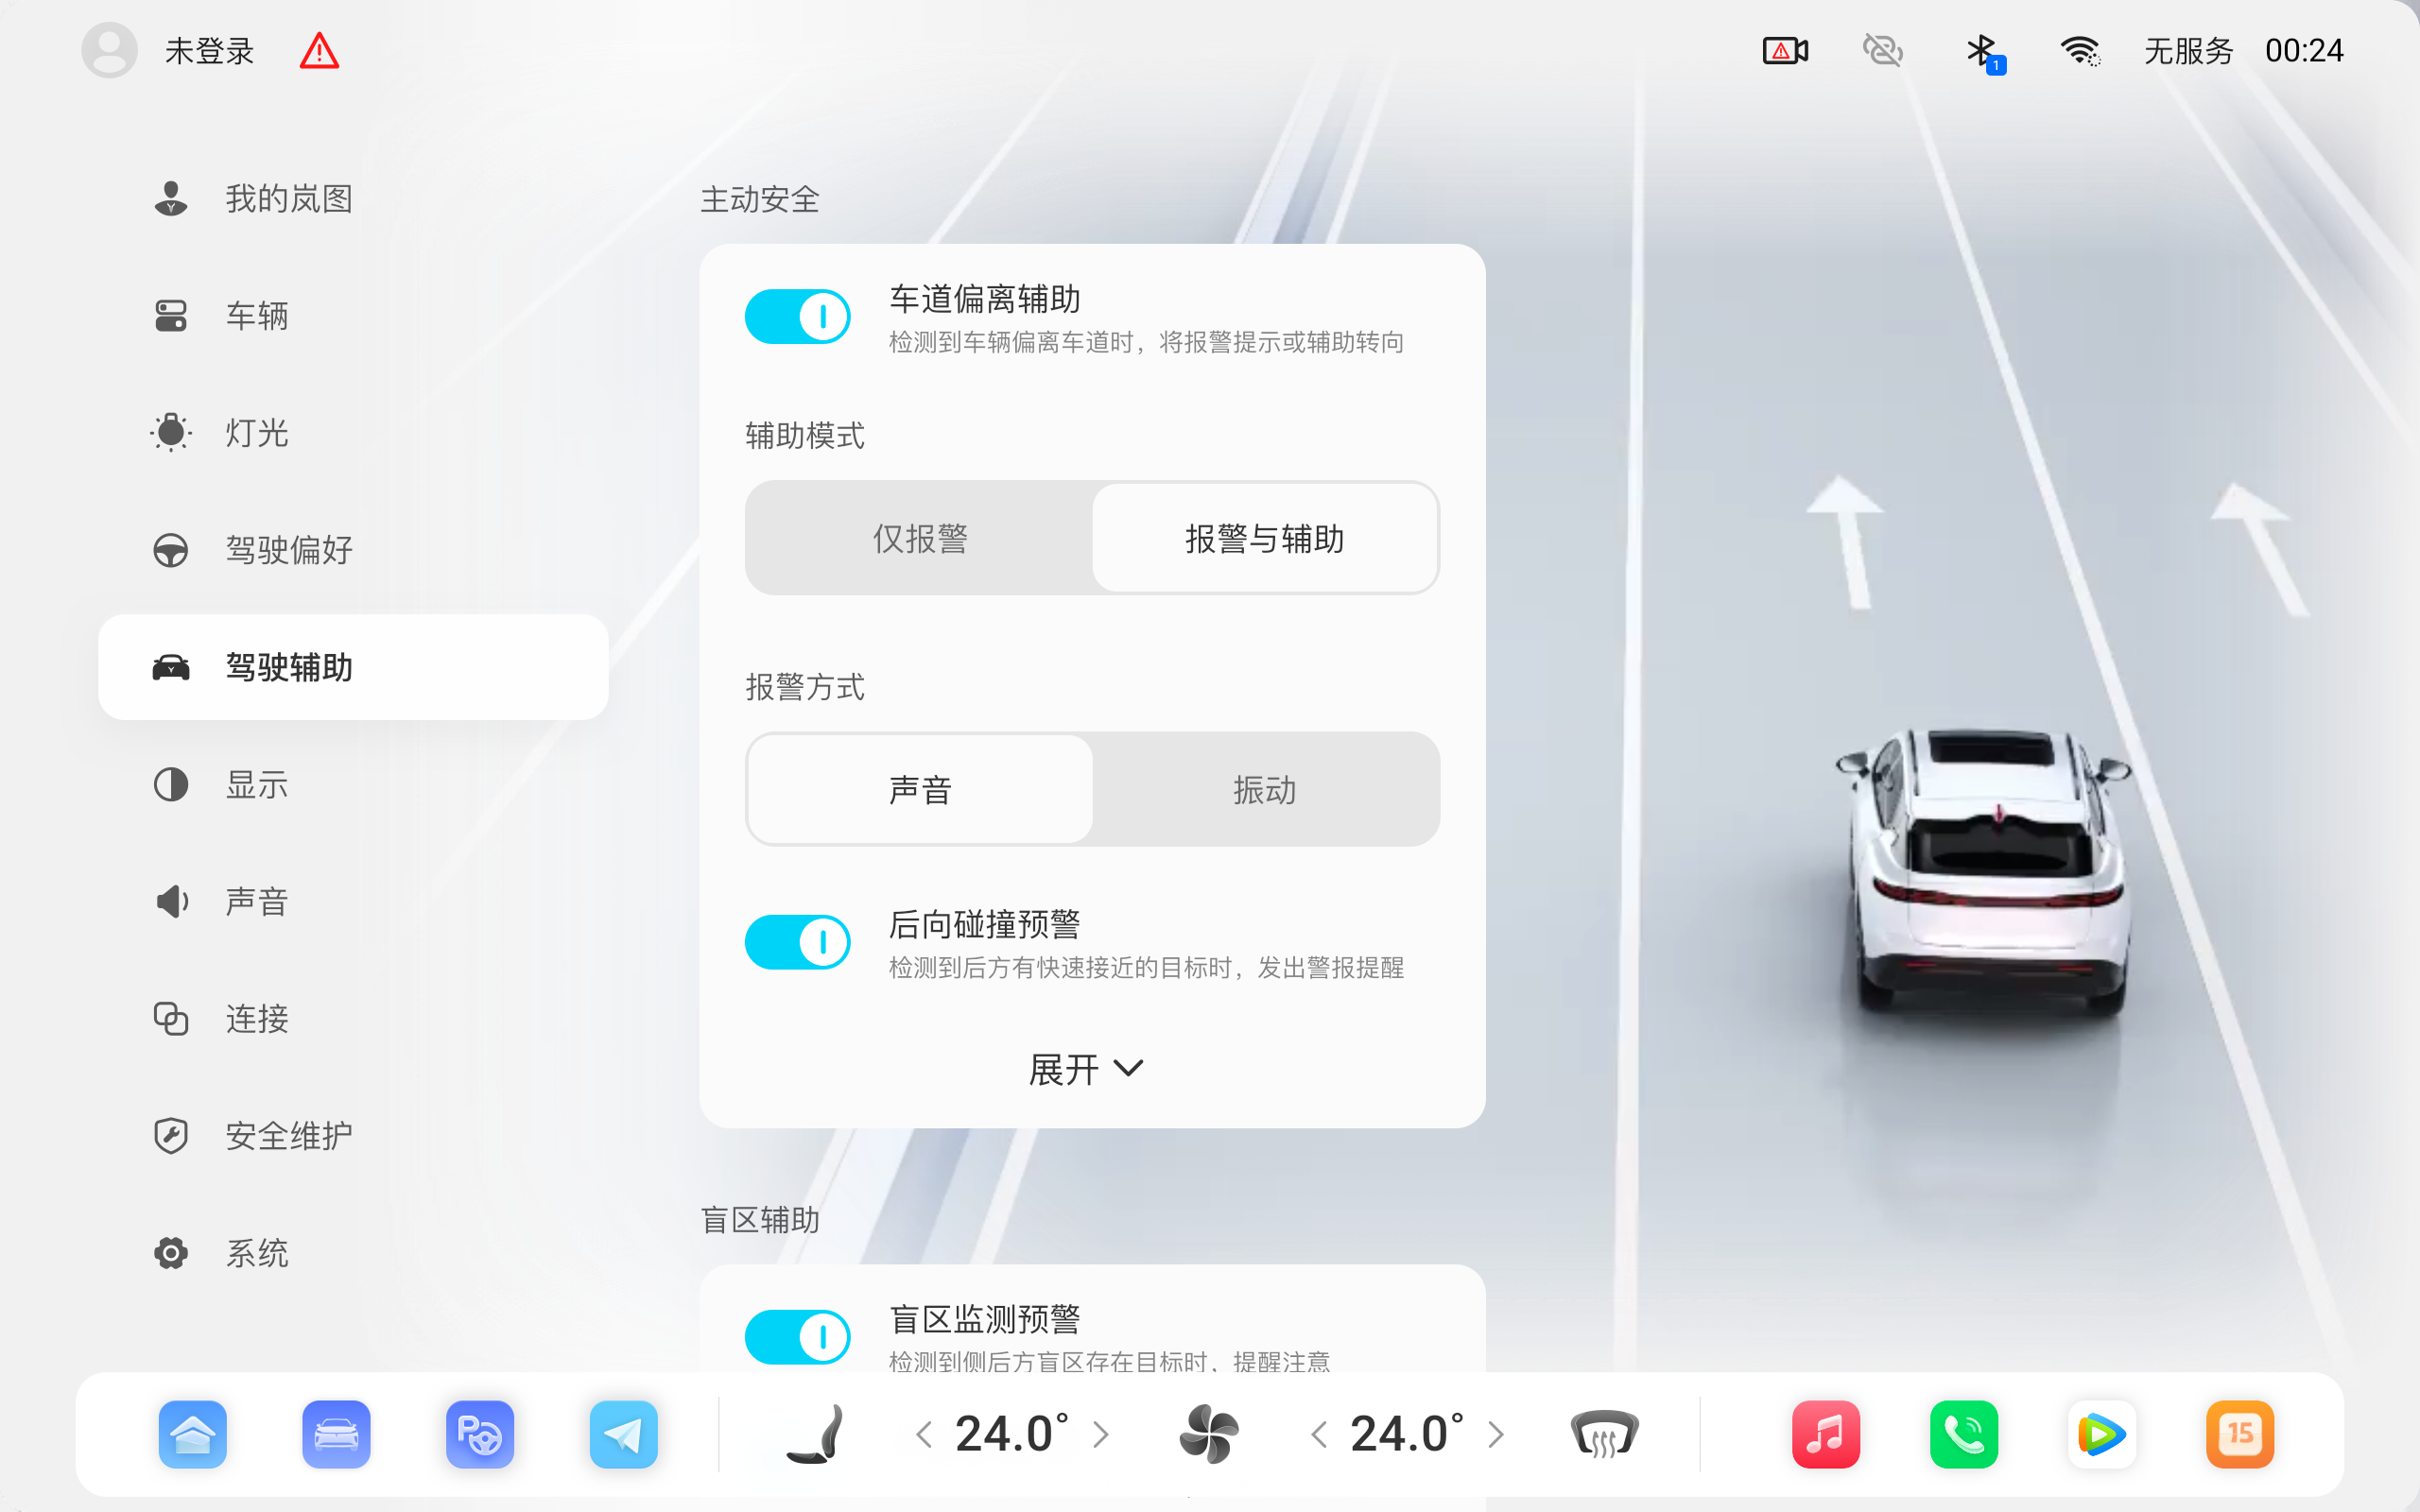 未登录
1
无服务 00:24
我的岚图
车辆
灯光
驾驶偏好
驾驶辅助
显示
声音
连接
安全维护
系统
主动安全
车道偏离辅助
检测到车辆偏离车道时，将报警提示或辅助转向
辅助模式
仅报警 报警与辅助
报警方式
声音 振动
后向碰撞预警
检测到后方有快速接近的目标时，发出警报提醒
展开
盲区辅助
盲区监测预警
检测到侧后方盲区存在目标时，提醒注意
P
24.0°
24.0°
15